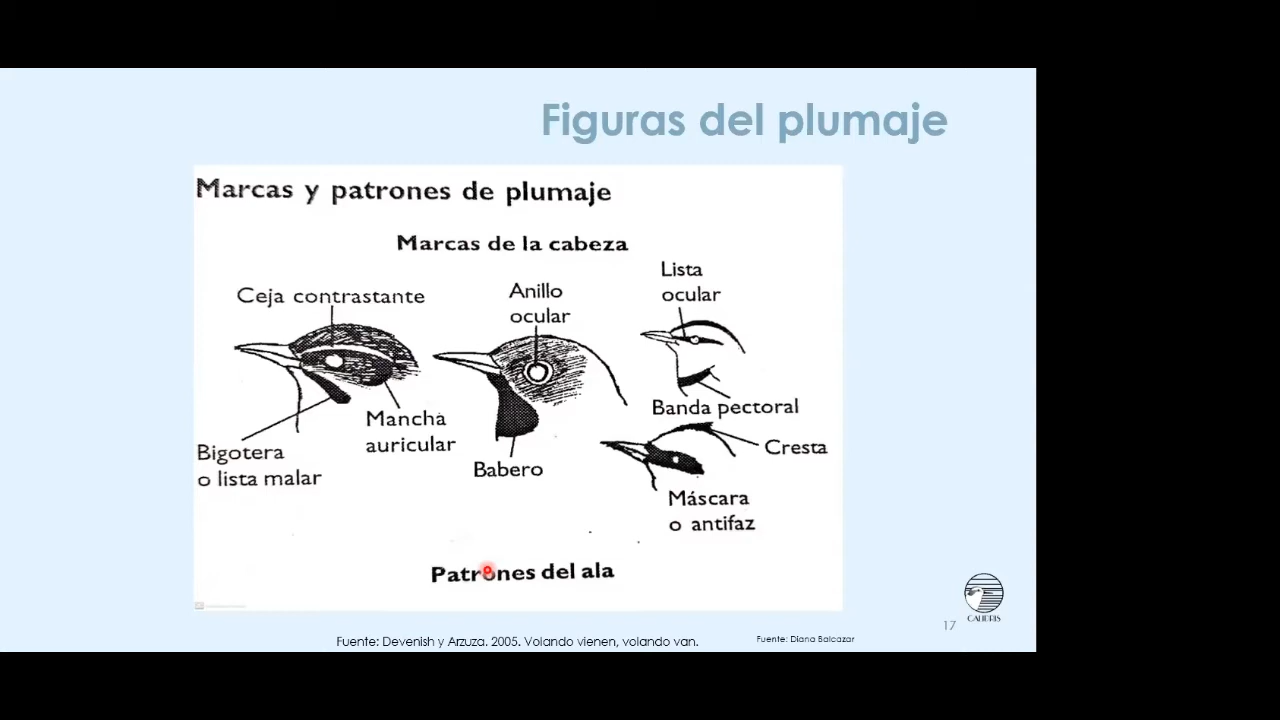 Figuras del plumaje
Marcas y patrones de plumaje
Marcas de la cabeza
Ceja contrastante
Anillo
ocular
Lista
ocular
Bigotera
o lista malar
Mancha
auricular
Babero
Banda pectoral
Cresta
Máscara
o antifaz
Patrones del ala
Fuente: Devenish y Arzuza. 2005. Volando vienen, volando van.
Fuente: Diana Balcazar
17
CALIDRIS